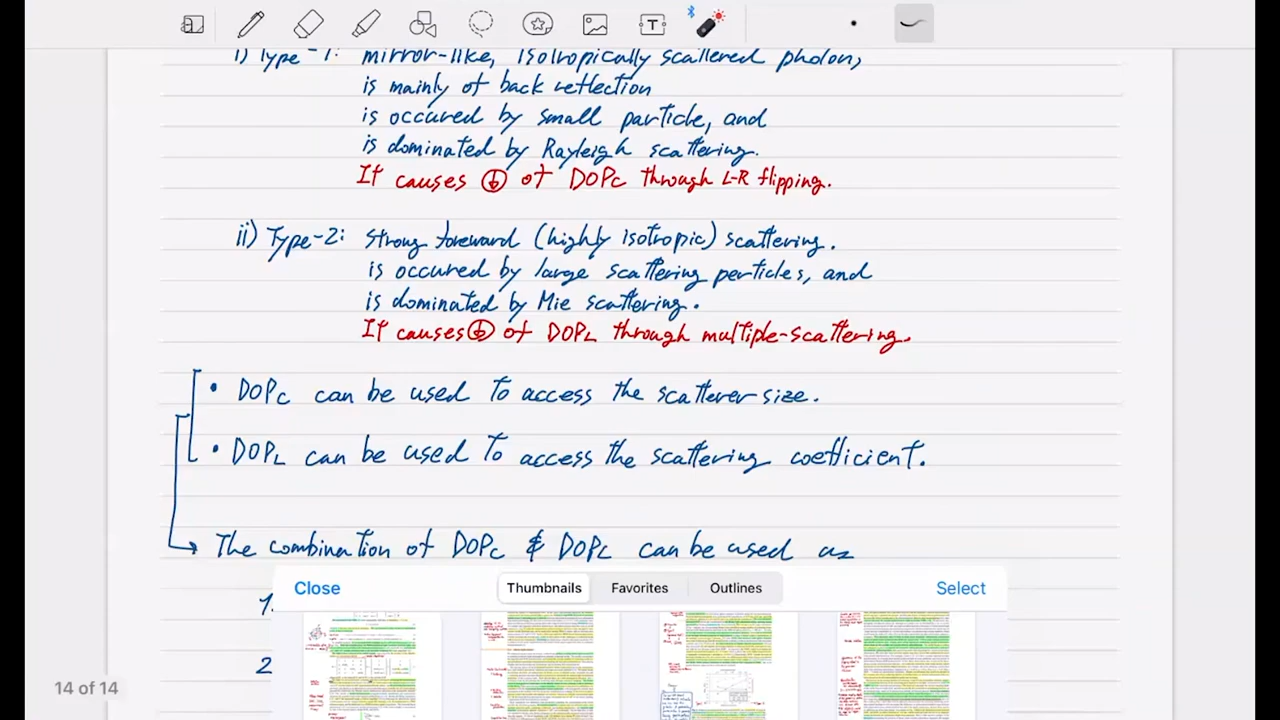 i) Type-1: mirror-like, isotropically scattered photon,
is mainly of back reflection
is occured by small particle, and
is dominated by Rayleigh scattering.
It causes ↓ of DOPc through L-R flipping.
ii) Type-2: strong foreward (highly isotropic) scattering.
is occured by large scattering perticles, and
is dominated by Mie scattering.
It causes ↓ of DOPL through multiple-scattering.
• DOPc can be used to access the scatterer size.
• DOPL can be used to access the scattering coefficient.
→ The combination of DOPc & DOPL can be used as
Close Thumbnails Favorites Outlines Select
1.
2
14 of 14